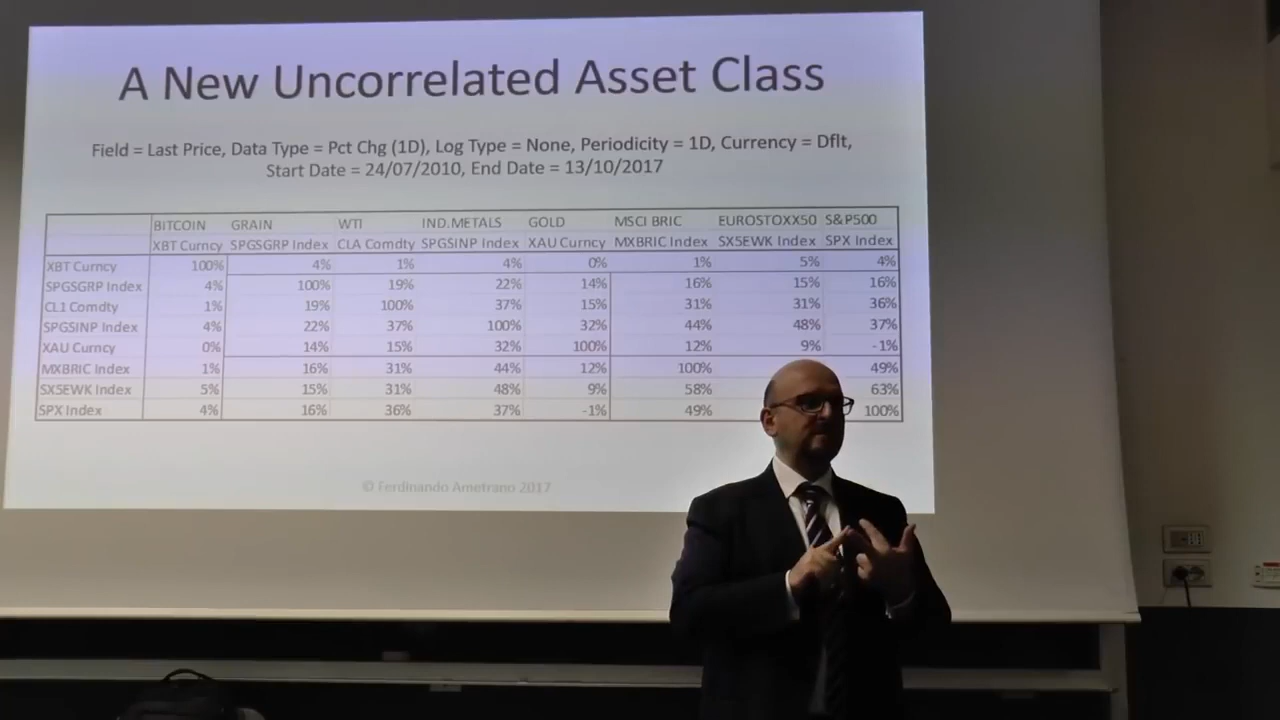 A New Uncorrelated Asset Class
Field = Last Price, Data Type = Pct Chg (1D), Log Type = None, Periodicity = 1D, Currency = Dflt,
Start Date = 24/07/2010, End Date = 13/10/2017
BITCOIN GRAIN WTI IND.METALS GOLD MSCI BRIC EUROSTOXX50 S&P500
XBT Curncy SPGSGRP Index CLA Comdty SPGSINP Index XAU Curncy MXBRIC Index SX5EWK Index SPX Index
XBT Curncy 100% 4% 1% 4% 0% 1% 5% 4%
SPGSGRP Index 4% 100% 19% 22% 14% 16% 15% 16%
CL1 Comdty 1% 19% 100% 37% 15% 31% 31% 36%
SPGSINP Index 4% 22% 37% 100% 32% 44% 48% 37%
XAU Curncy 0% 14% 15% 32% 100% 12% 9% -1%
MXBRIC Index 1% 16% 31% 44% 12% 100% 49%
SX5EWK Index 5% 15% 31% 48% 9% 58% 63%
SPX Index 4% 16% 36% 37% -1% 49% 100%
© Ferdinando Ametrano 2017